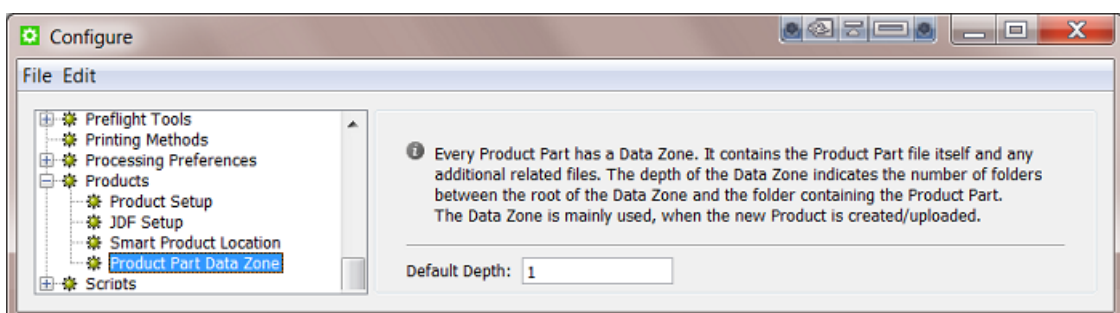 Configure
File Edit
Preflight Tools
Printing Methods
Processing Preferences
Products
Product Setup
JDF Setup
Smart Product Location
Product Part Data Zone
Scripts
Every Product Part has a Data Zone. It contains the Product Part file itself and any
additional related files. The depth of the Data Zone indicates the number of folders
between the root of the Data Zone and the folder containing the Product Part.
The Data Zone is mainly used, when the new Product is created/uploaded.
Default Depth: 1